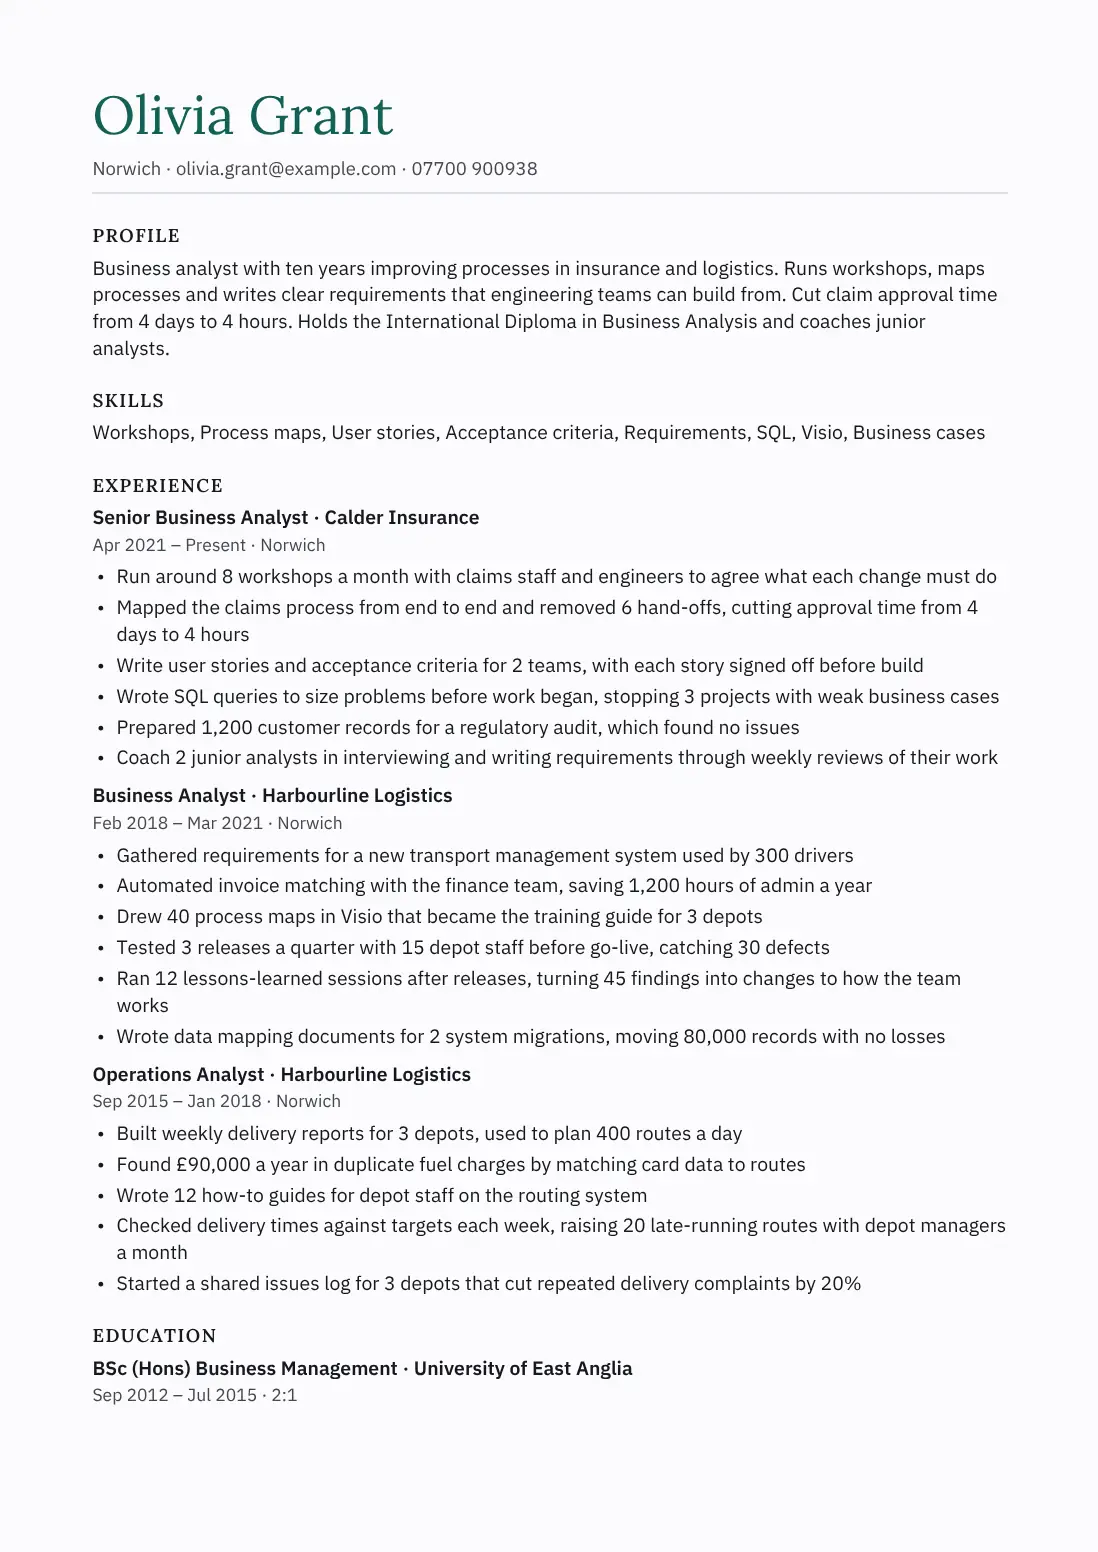 Olivia Grant
Norwich · olivia.grant@example.com · 07700 900938
PROFILE
Business analyst with ten years improving processes in insurance and logistics. Runs workshops, maps
processes and writes clear requirements that engineering teams can build from. Cut claim approval time
from 4 days to 4 hours. Holds the International Diploma in Business Analysis and coaches junior
analysts.
SKILLS
Workshops, Process maps, User stories, Acceptance criteria, Requirements, SQL, Visio, Business cases
EXPERIENCE
Senior Business Analyst · Calder Insurance
Apr 2021 – Present · Norwich
• Run around 8 workshops a month with claims staff and engineers to agree what each change must do
• Mapped the claims process from end to end and removed 6 hand-offs, cutting approval time from 4
days to 4 hours
• Write user stories and acceptance criteria for 2 teams, with each story signed off before build
• Wrote SQL queries to size problems before work began, stopping 3 projects with weak business cases
• Prepared 1,200 customer records for a regulatory audit, which found no issues
• Coach 2 junior analysts in interviewing and writing requirements through weekly reviews of their work
Business Analyst · Harbourline Logistics
Feb 2018 – Mar 2021 · Norwich
• Gathered requirements for a new transport management system used by 300 drivers
• Automated invoice matching with the finance team, saving 1,200 hours of admin a year
• Drew 40 process maps in Visio that became the training guide for 3 depots
• Tested 3 releases a quarter with 15 depot staff before go-live, catching 30 defects
• Ran 12 lessons-learned sessions after releases, turning 45 findings into changes to how the team
works
• Wrote data mapping documents for 2 system migrations, moving 80,000 records with no losses
Operations Analyst · Harbourline Logistics
Sep 2015 – Jan 2018 · Norwich
• Built weekly delivery reports for 3 depots, used to plan 400 routes a day
• Found £90,000 a year in duplicate fuel charges by matching card data to routes
• Wrote 12 how-to guides for depot staff on the routing system
• Checked delivery times against targets each week, raising 20 late-running routes with depot managers
a month
• Started a shared issues log for 3 depots that cut repeated delivery complaints by 20%
EDUCATION
BSc (Hons) Business Management · University of East Anglia
Sep 2012 – Jul 2015 · 2:1